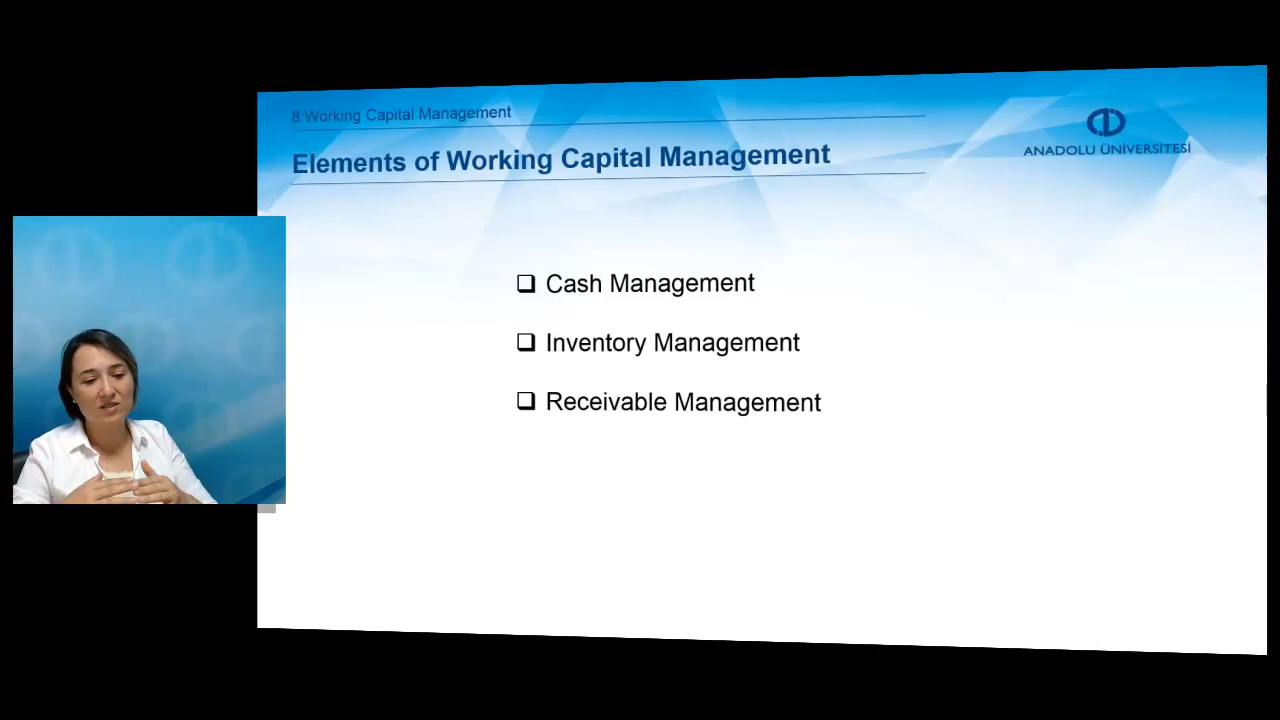 8:Working Capital Management
Elements of Working Capital Management
ANADOLU ÜNİVERSİTESİ
Cash Management
Inventory Management
Receivable Management